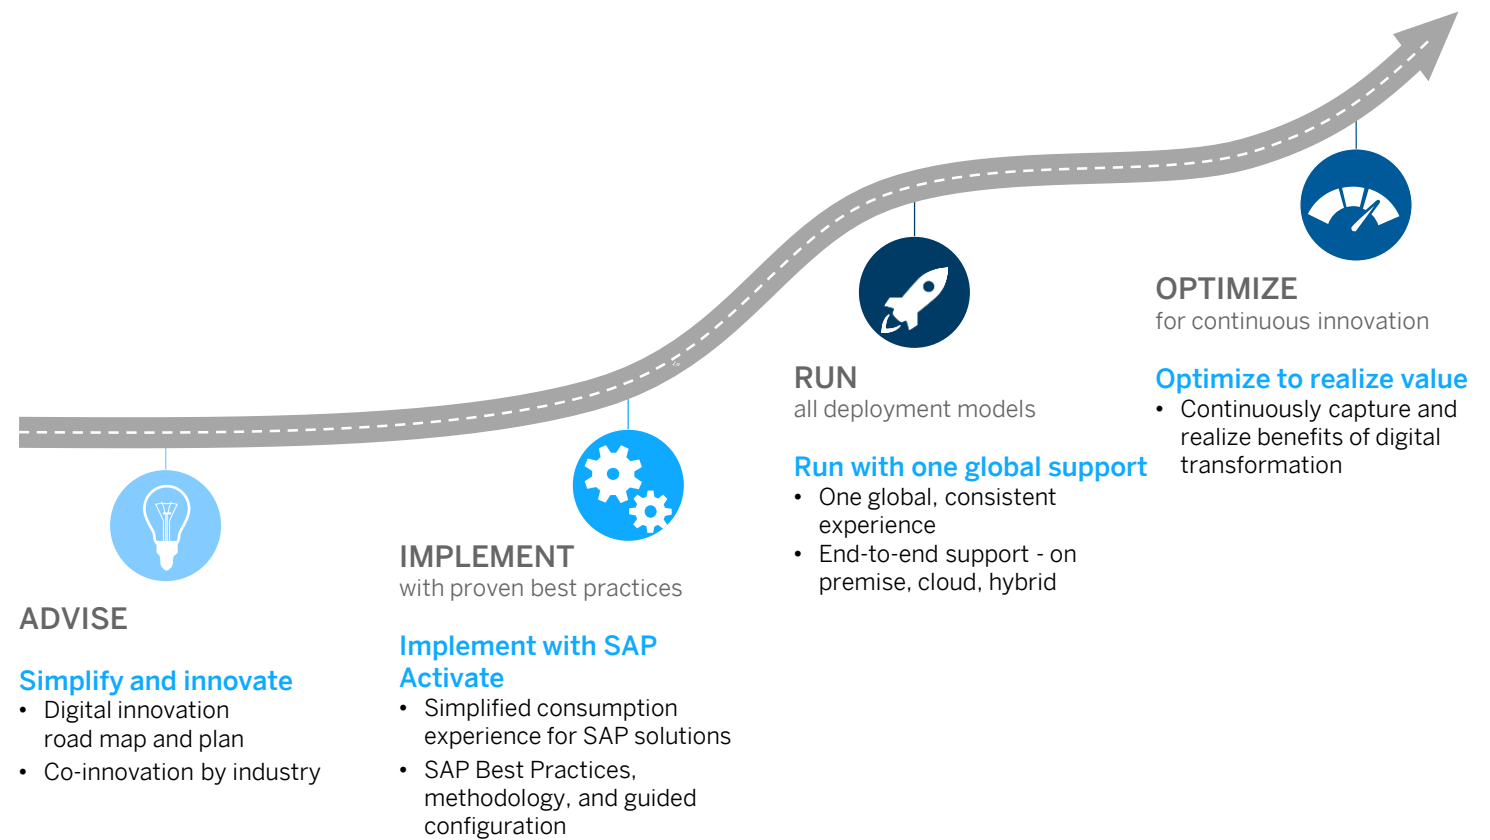 ADVISE
Simplify and innovate
• Digital innovation
road map and plan
• Co-innovation by industry
IMPLEMENT
with proven best practices
Implement with SAP
Activate
• Simplified consumption
experience for SAP solutions
• SAP Best Practices,
methodology, and guided
configuration
RUN
all deployment models
Run with one global support
• One global, consistent
experience
• End-to-end support - on
premise, cloud, hybrid
OPTIMIZE
for continuous innovation
Optimize to realize value
• Continuously capture and
realize benefits of digital
transformation